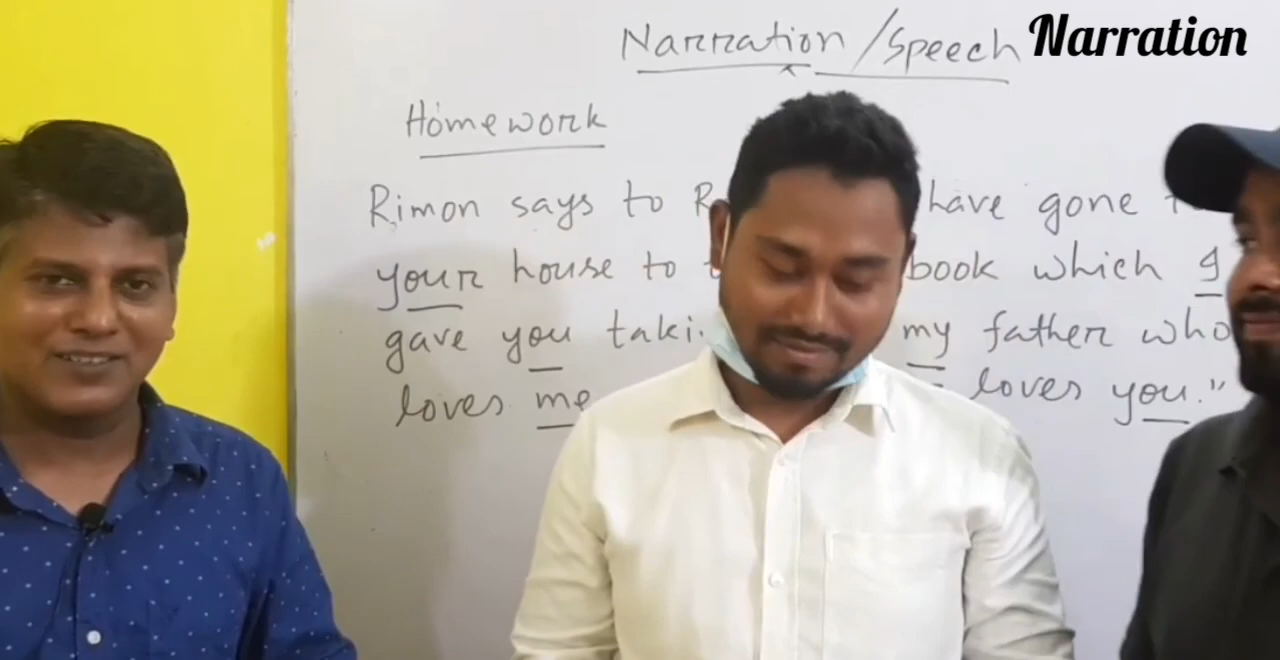 Narration / Speech
Narration
Homework
Rimon says to have gone
your house to book which I
gave you my father who
loves me loves you."